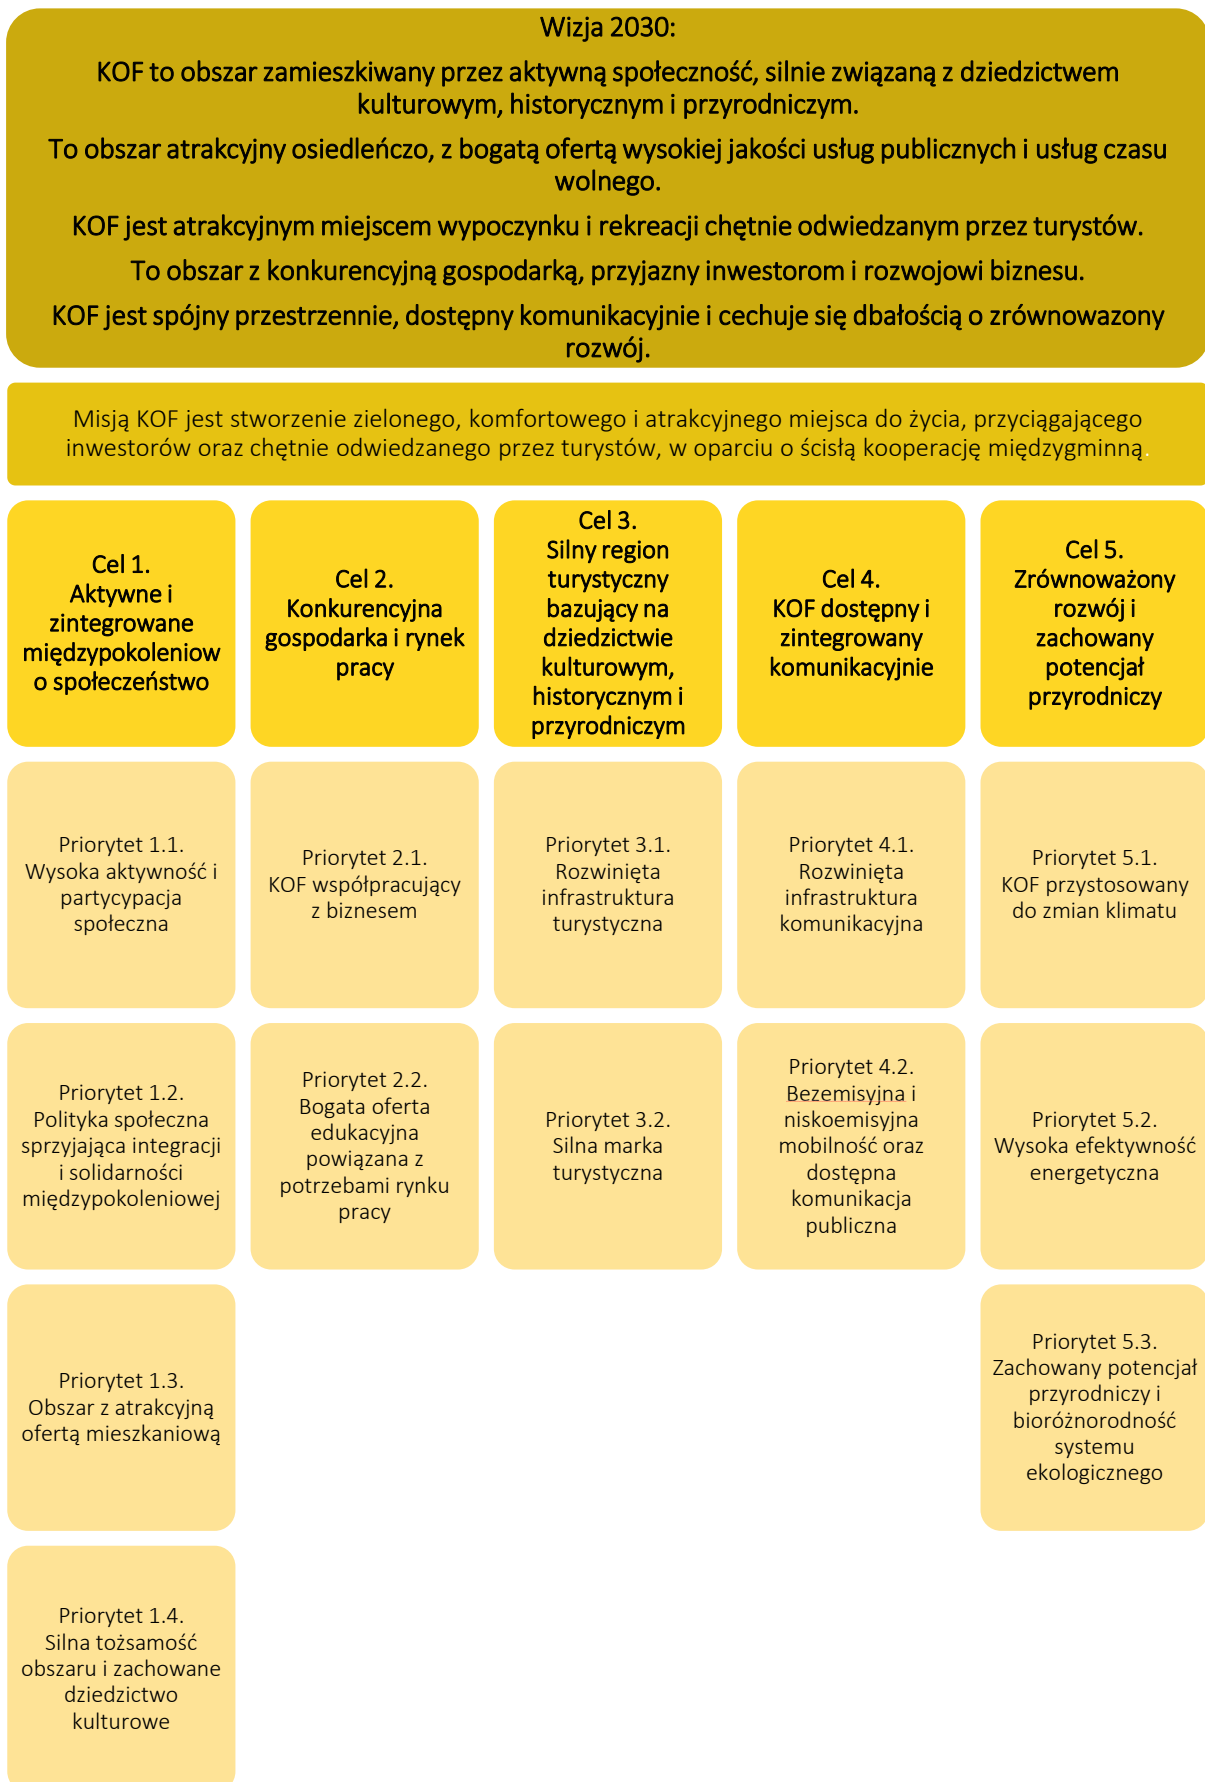 Wizja 2030:
KOF to obszar zamieszkiwany przez aktywną społeczność, silnie związaną z dziedzictwem
kulturowym, historycznym i przyrodniczym.
To obszar atrakcyjny osiedleńczo, z bogatą ofertą wysokiej jakości usług publicznych i usług czasu
wolnego.
KOF jest atrakcyjnym miejscem wypoczynku i rekreacji chętnie odwiedzanym przez turystów.
To obszar z konkurencyjną gospodarką, przyjazny inwestorom i rozwojowi biznesu.
KOF jest spójny przestrzennie, dostępny komunikacyjnie i cechuje się dbałością o zrównowazony
rozwój.
Misją KOF jest stworzenie zielonego, komfortowego i atrakcyjnego miejsca do życia, przyciągającego
inwestorów oraz chętnie odwiedzanego przez turystów, w oparciu o ścisłą kooperację międzygminną.
Cel 1.
Aktywne i
zintegrowane
międzypokoleniow
o społeczeństwo
Cel 2.
Konkurencyjna
gospodarka i rynek
pracy
Cel 3.
Silny region
turystyczny
bazujący na
dziedzictwie
kulturowym,
historycznym i
przyrodniczym
Cel 4.
KOF dostępny i
zintegrowany
komunikacyjnie
Cel 5.
Zrównoważony
rozwój i
zachowany
potencjał
przyrodniczy
Priorytet 1.1.
Wysoka aktywność i
partycypacja
społeczna
Priorytet 2.1.
KOF współpracujący
z biznesem
Priorytet 3.1.
Rozwinięta
infrastruktura
turystyczna
Priorytet 4.1.
Rozwinięta
infrastruktura
komunikacyjna
Priorytet 5.1.
KOF przystosowany
do zmian klimatu
Priorytet 1.2.
Polityka społeczna
sprzyjająca integracji
i solidarności
międzypokoleniowej
Priorytet 2.2.
Bogata oferta
edukacyjna
powiązana z
potrzebami rynku
pracy
Priorytet 3.2.
Silna marka
turystyczna
Priorytet 4.2.
Bezemisyjna i
niskoemisyjna
mobilność oraz
dostępna
komunikacja
publiczna
Priorytet 5.2.
Wysoka efektywność
energetyczna
Priorytet 1.3.
Obszar z atrakcyjną
ofertą mieszkaniową
Priorytet 5.3.
Zachowany potencjał
przyrodniczy i
bioróżnorodność
systemu
ekologicznego
Priorytet 1.4.
Silna tożsamość
obszaru i zachowane
dziedzictwo
kulturowe